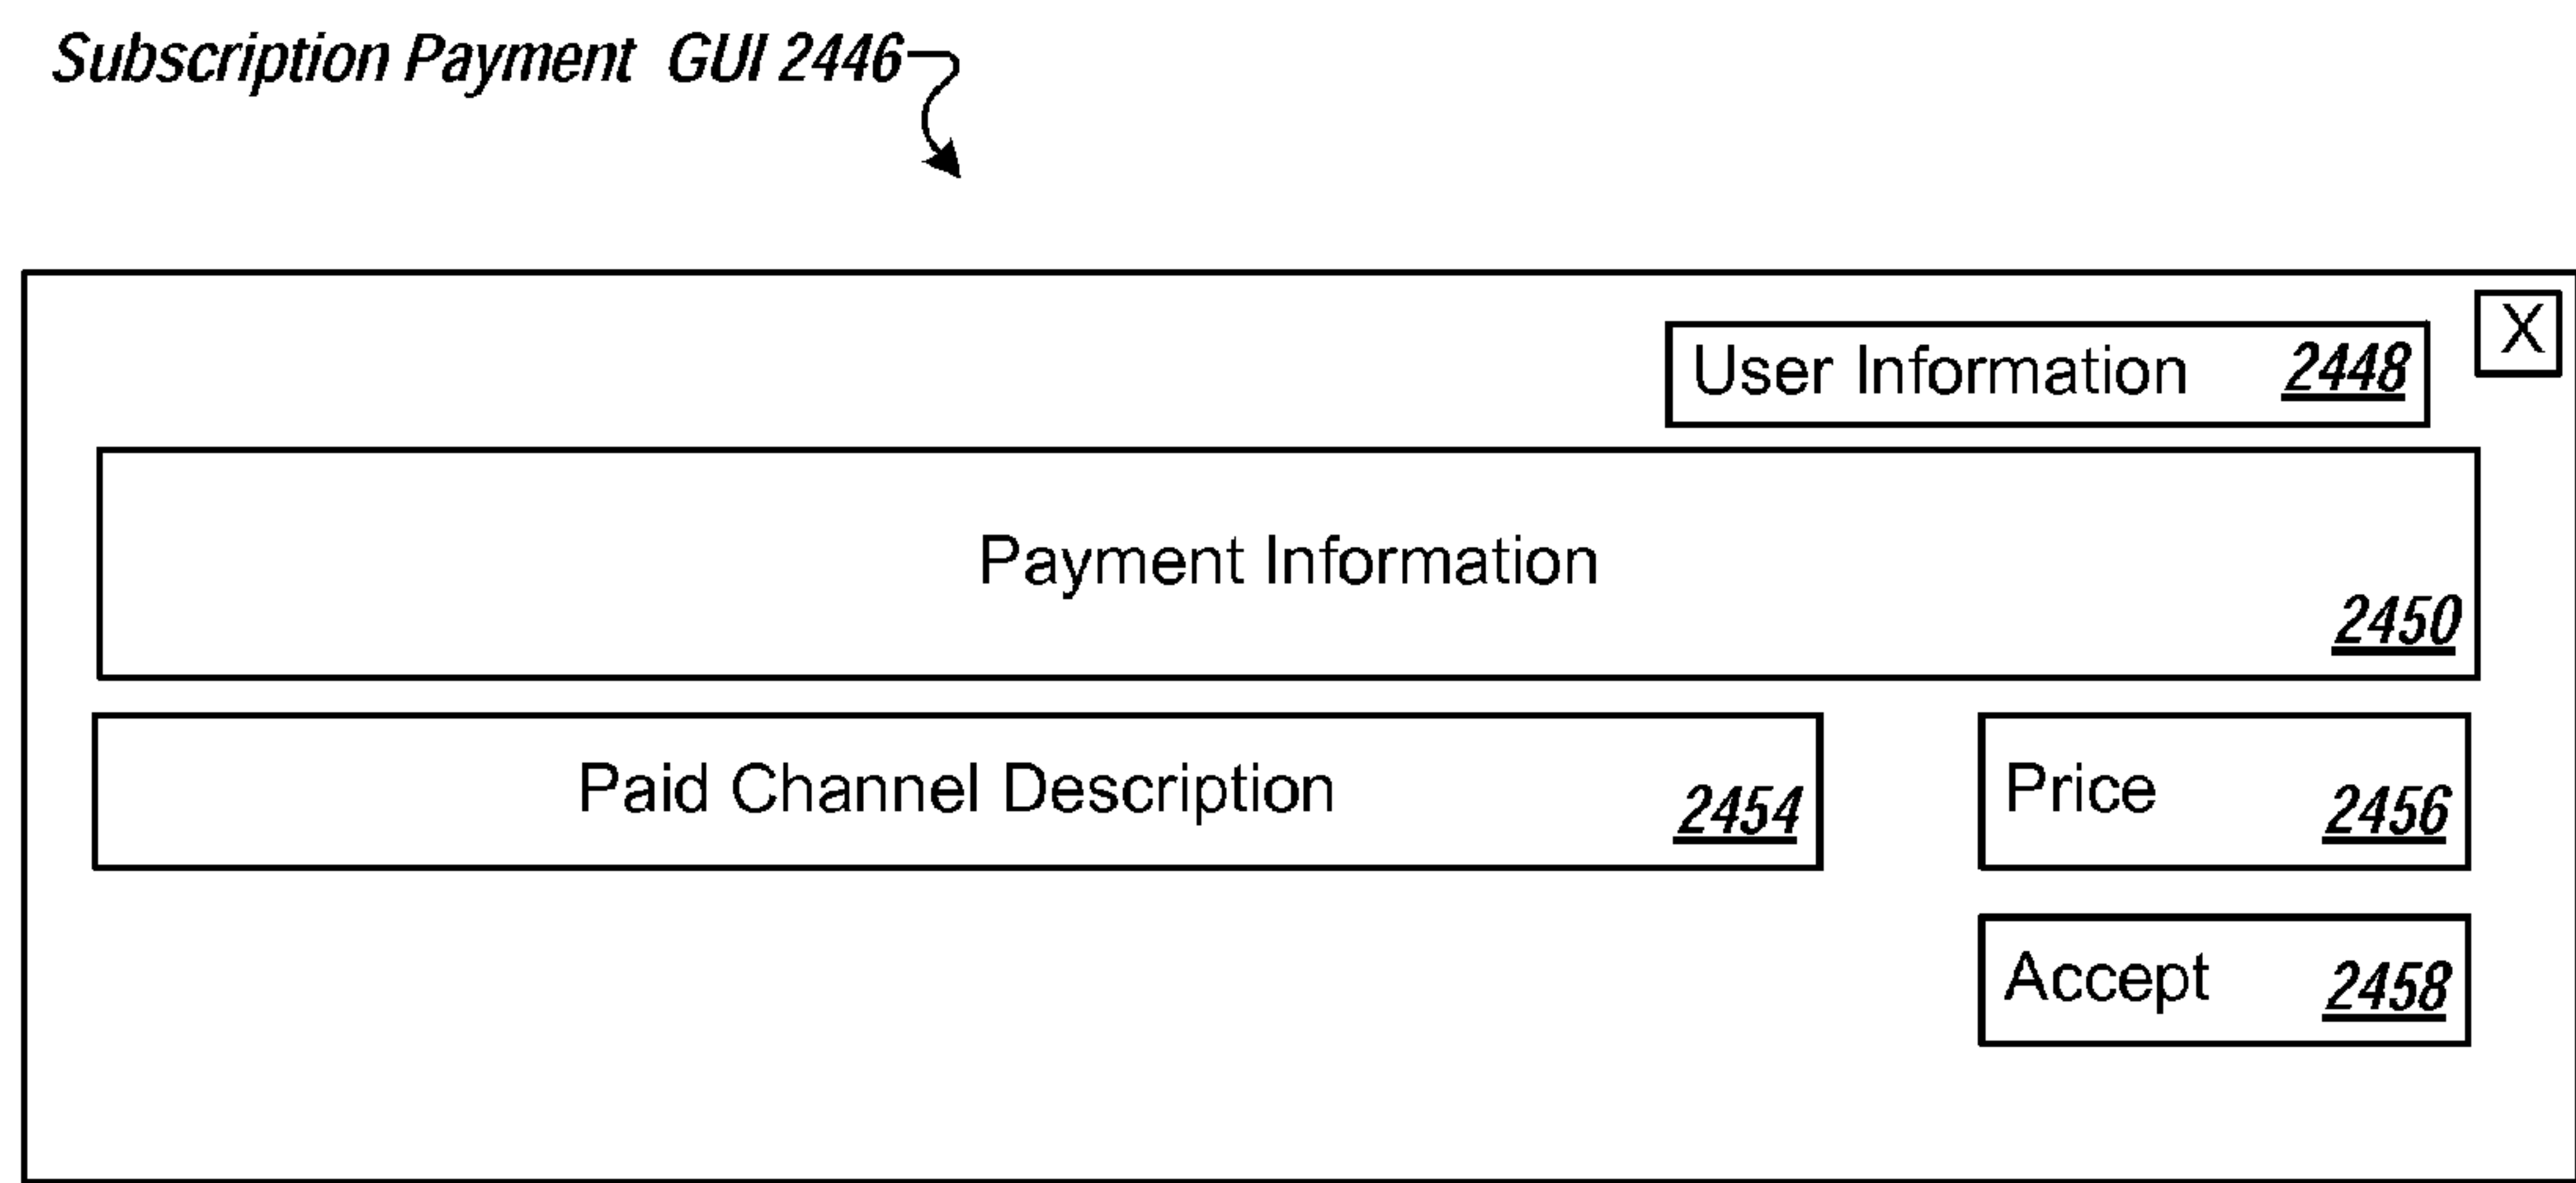 Subscription Payment GUI 2446
X
User Information 2448
Payment Information
2450
Paid Channel Description 2454
Price 2456
Accept 2458